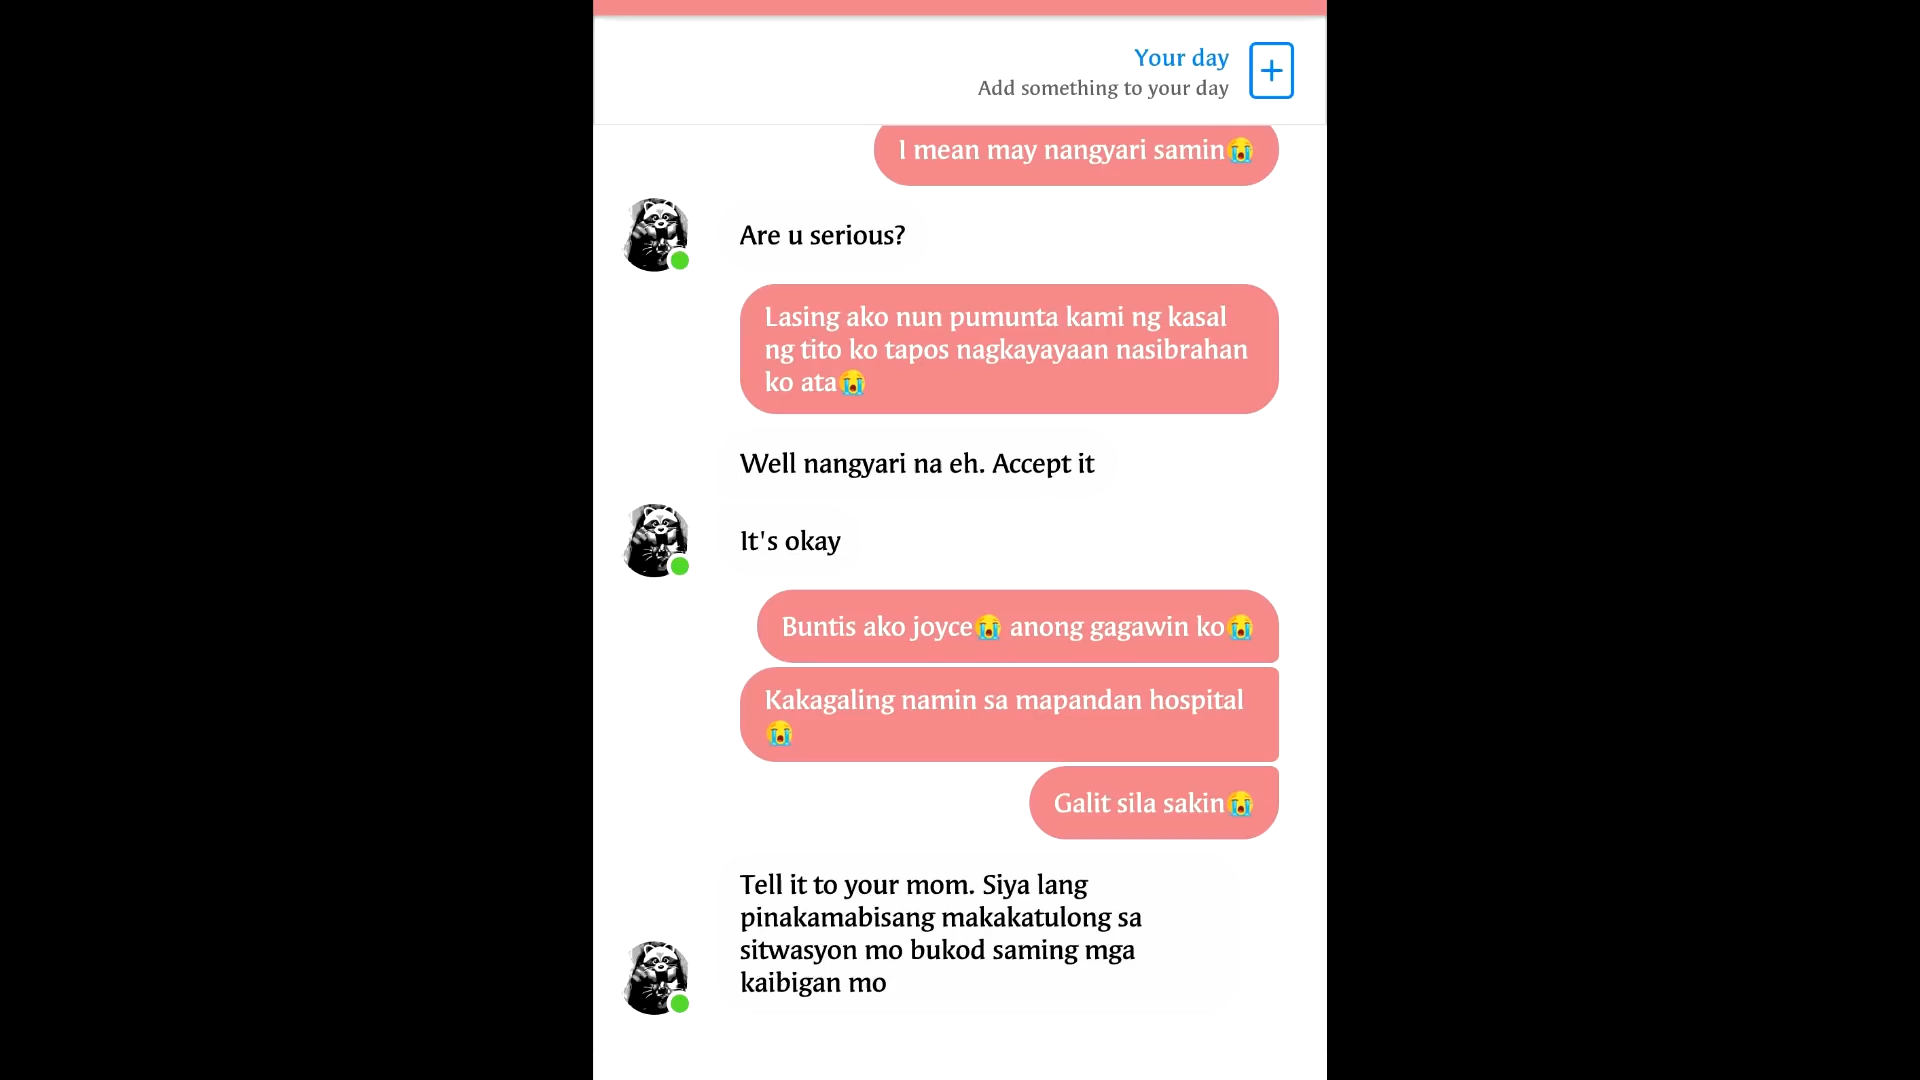 Your day
Add something to your day
I mean may nangyari samin😭
Are u serious?
Lasing ako nun pumunta kami ng kasal
ng tito ko tapos nagkayayaan nasibrahan
ko ata😭
Well nangyari na eh. Accept it
It's okay
Buntis ako joyce😭 anong gagawin ko😭
Kakagaling namin sa mapandan hospital
😭
Galit sila sakin😭
Tell it to your mom. Siya lang
pinakamabisang makakatulong sa
sitwasyon mo bukod saming mga
kaibigan mo